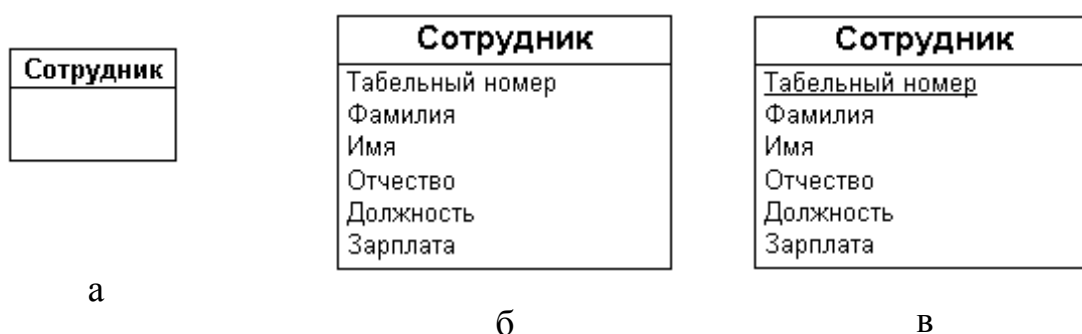 Сотрудник
а
Сотрудник
Табельный номер
Фамилия
Имя
Отчество
Должность
Зарплата
б
Сотрудник
Табельный номер
Фамилия
Имя
Отчество
Должность
Зарплата
в